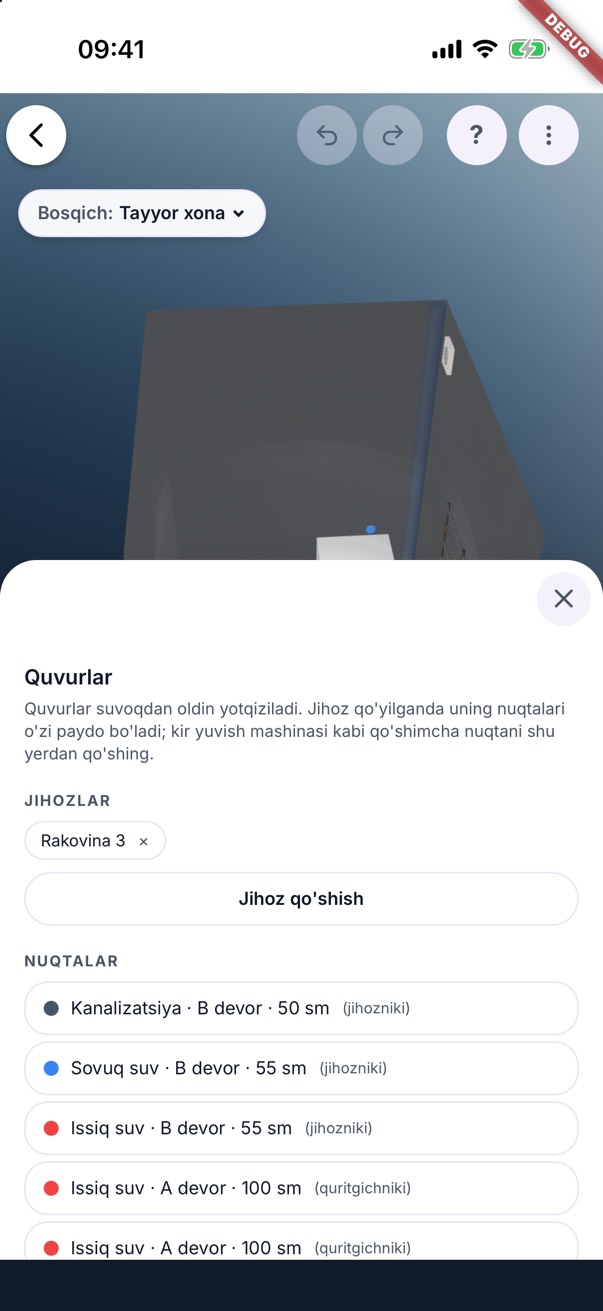 09:41
DEBUG
?
Bosqich: Tayyor xona
Quvurlar
Quvurlar suvoqdan oldin yotqiziladi. Jihoz qo'yilganda uning nuqtalari
o'zi paydo bo'ladi; kir yuvish mashinasi kabi qo'shimcha nuqtani shu
yerdan qo'shing.
JIHOZLAR
Rakovina 3 ×
Jihoz qo'shish
NUQTALAR
Kanalizatsiya · B devor · 50 sm (jihozniki)
Sovuq suv · B devor · 55 sm (jihozniki)
Issiq suv · B devor · 55 sm (jihozniki)
Issiq suv · A devor · 100 sm (quritgichniki)
Issiq suv · A devor · 100 sm (quritgichniki)